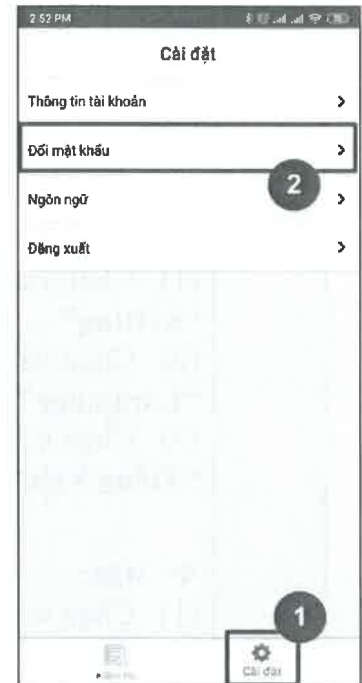 2:52 PM
Cài đặt
Thông tin tài khoản
Đổi mật khẩu
2
Ngôn ngữ
Đăng xuất
1
Cài đặt